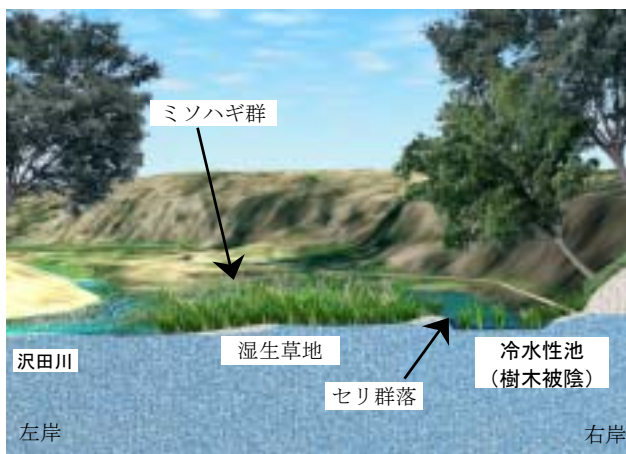 ミソハギ群
湿生草地
沢田川
冷水性池
（樹木被陰）
セリ群落
左岸
右岸